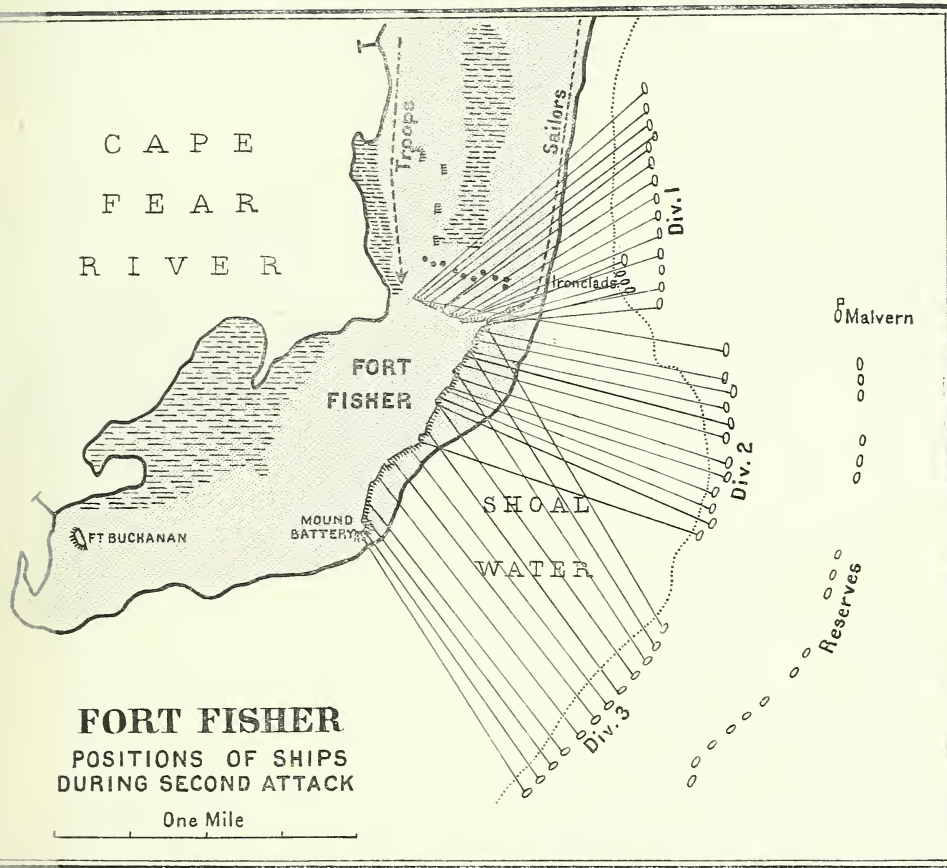 CAPE
FEAR
RIVER
Troops
Sailors
Div. 1
Ironclads
Malvern
FORT
FISHER
Div. 2
SHOAL
WATER
MOUND
BATTERY
FT BUCHANAN
Reserves
Div. 3
FORT FISHER
POSITIONS OF SHIPS
DURING SECOND ATTACK
One Mile